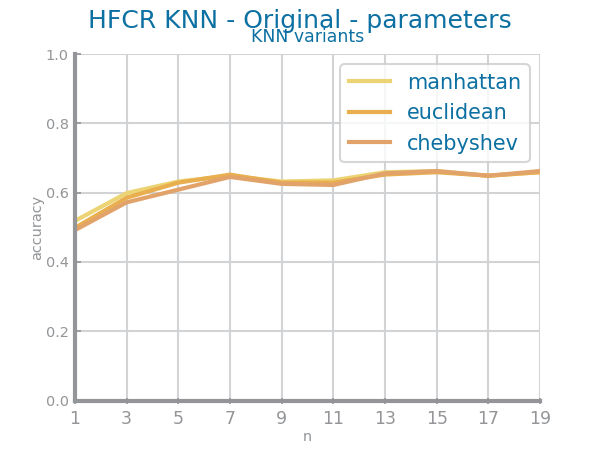 HFCR KNN - Original - parameters
KNN variants
manhattan
euclidean
chebyshev
accuracy
1.0
0.8
0.6
0.4
0.2
0.0
1 3 5 7 9 11 13 15 17 19
n